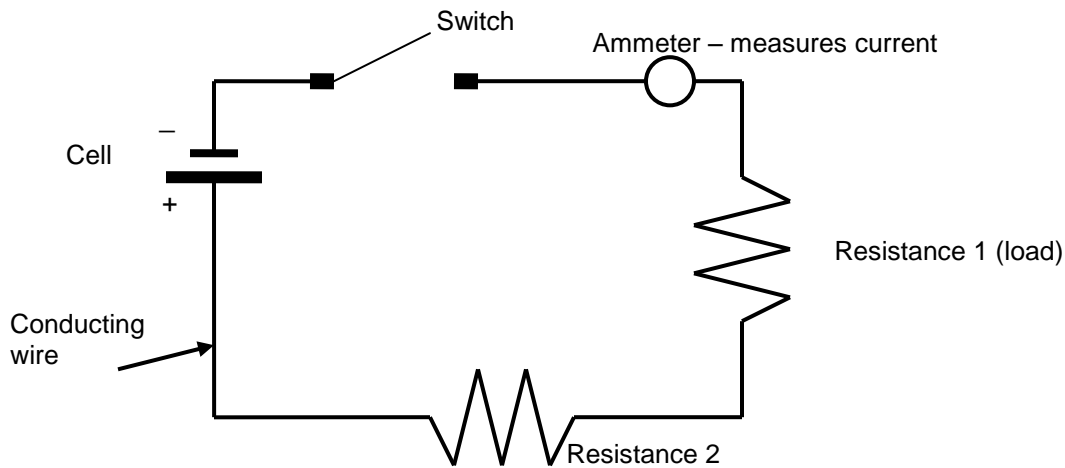 Switch
Ammeter – measures current
–
Cell
+
Resistance 1 (load)
Conducting
wire
Resistance 2